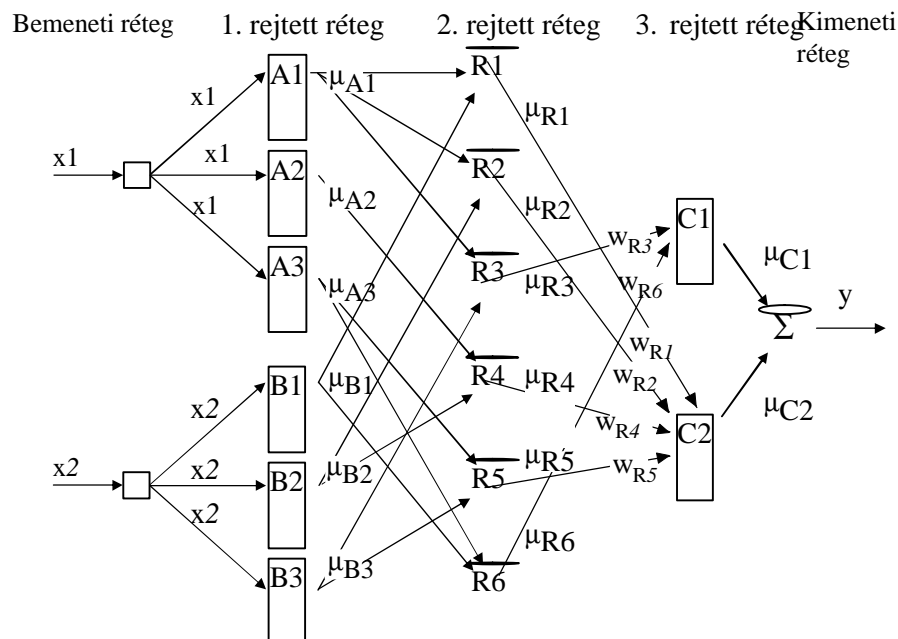 Bemeneti réteg 1. rejtett réteg 2. rejtett réteg 3. rejtett réteg Kimeneti réteg
A1 μA1 R1
x1 μR1
x1 x1 A2 μA2 R2 μR2
x1 A3 μA3 R3 μR3 wR3 C1 μC1
wR6
y
Σ
B1 μB1 R4 μR4 wR1
x2 wR2 μC2
x2 x2 B2 μB2 R5 μR5 wR4 C2
wR5
x2 B3 μB3 R6 μR6